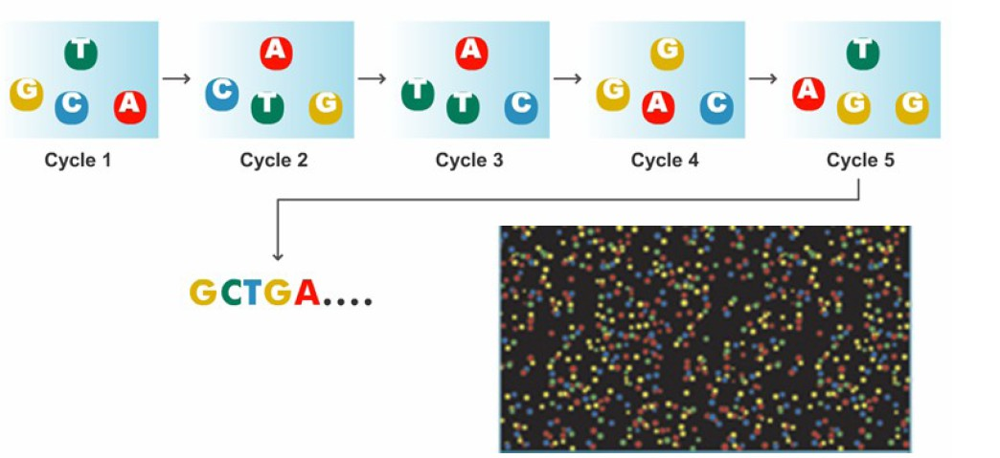 T
G C A
Cycle 1
A
C T G
Cycle 2
A
T T C
Cycle 3
G
G A C
Cycle 4
T
A G G
Cycle 5
GCTGA....